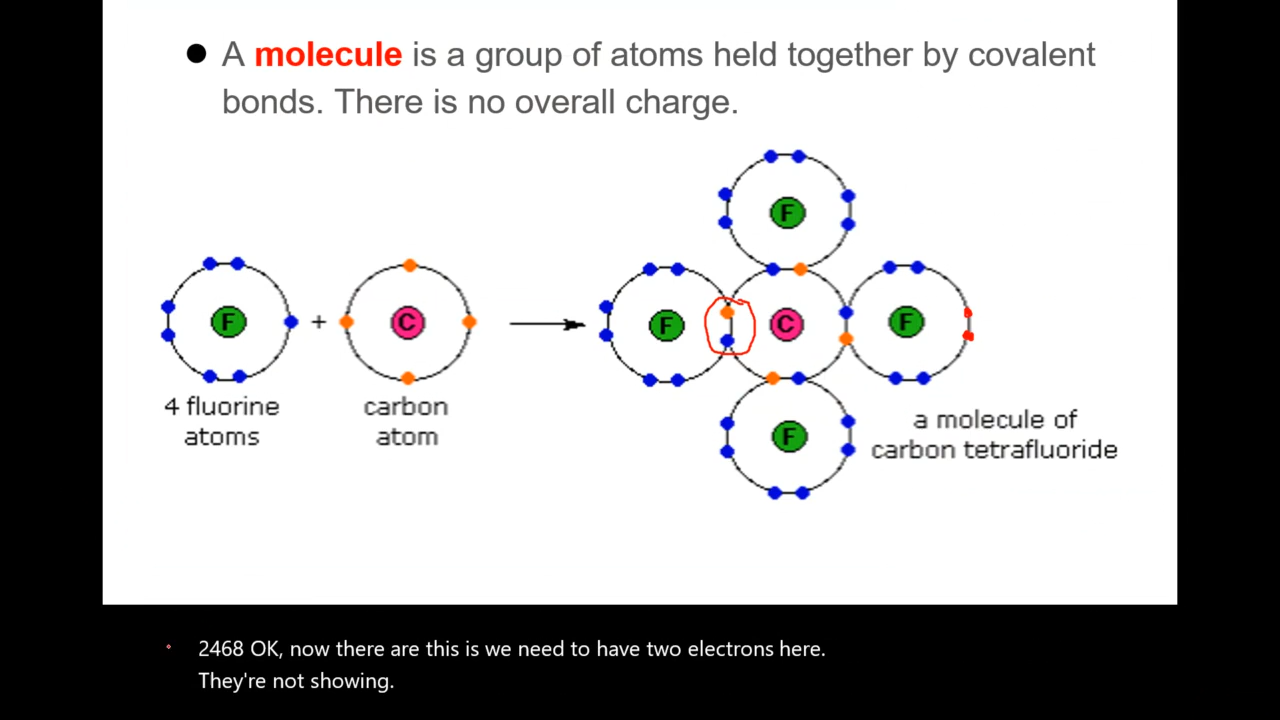 ● A molecule is a group of atoms held together by covalent
bonds. There is no overall charge.
F
F + C F C F
4 fluorine
atoms
carbon
atom
F
a molecule of
carbon tetrafluoride
2468 OK, now there are this is we need to have two electrons here.
They're not showing.